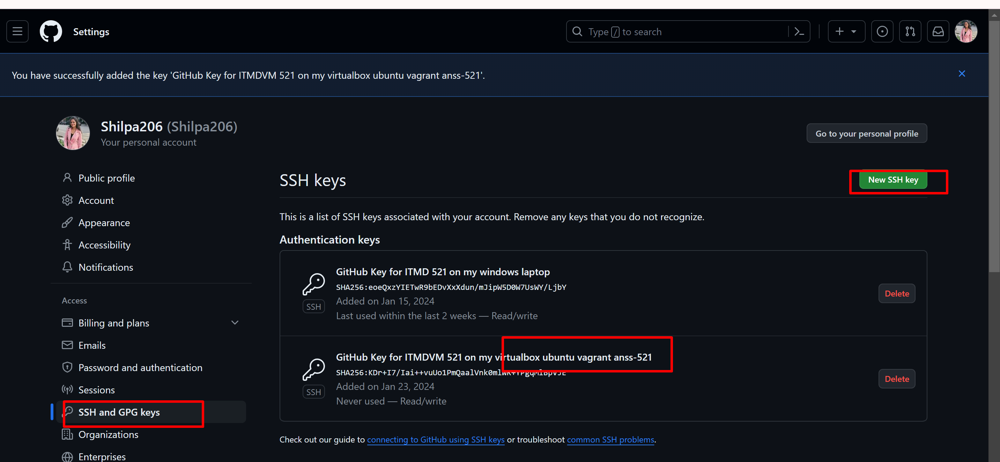 Settings
Type / to search
You have successfully added the key 'GitHub Key for ITMDVM 521 on my virtualbox ubuntu vagrant anss-521'.
Shilpa206 (Shilpa206)
Your personal account
Go to your personal profile
Public profile
Account
Appearance
Accessibility
Notifications
Access
Billing and plans
Emails
Password and authentication
Sessions
SSH and GPG keys
Organizations
Enterprises
SSH keys
New SSH key
This is a list of SSH keys associated with your account. Remove any keys that you do not recognize.
Authentication keys
GitHub Key for ITMD 521 on my windows laptop
SHA256:eoeQxzYIETwR9bEDvXxXdun/mJipW5D0W7UsWY/LjbY
Added on Jan 15, 2024
SSH
Last used within the last 2 weeks — Read/write
Delete
GitHub Key for ITMDVM 521 on my virtualbox ubuntu vagrant anss-521
Added on Jan 23, 2024
SSH
Never used — Read/write
Delete
Check out our guide to connecting to GitHub using SSH keys or troubleshoot common SSH problems.